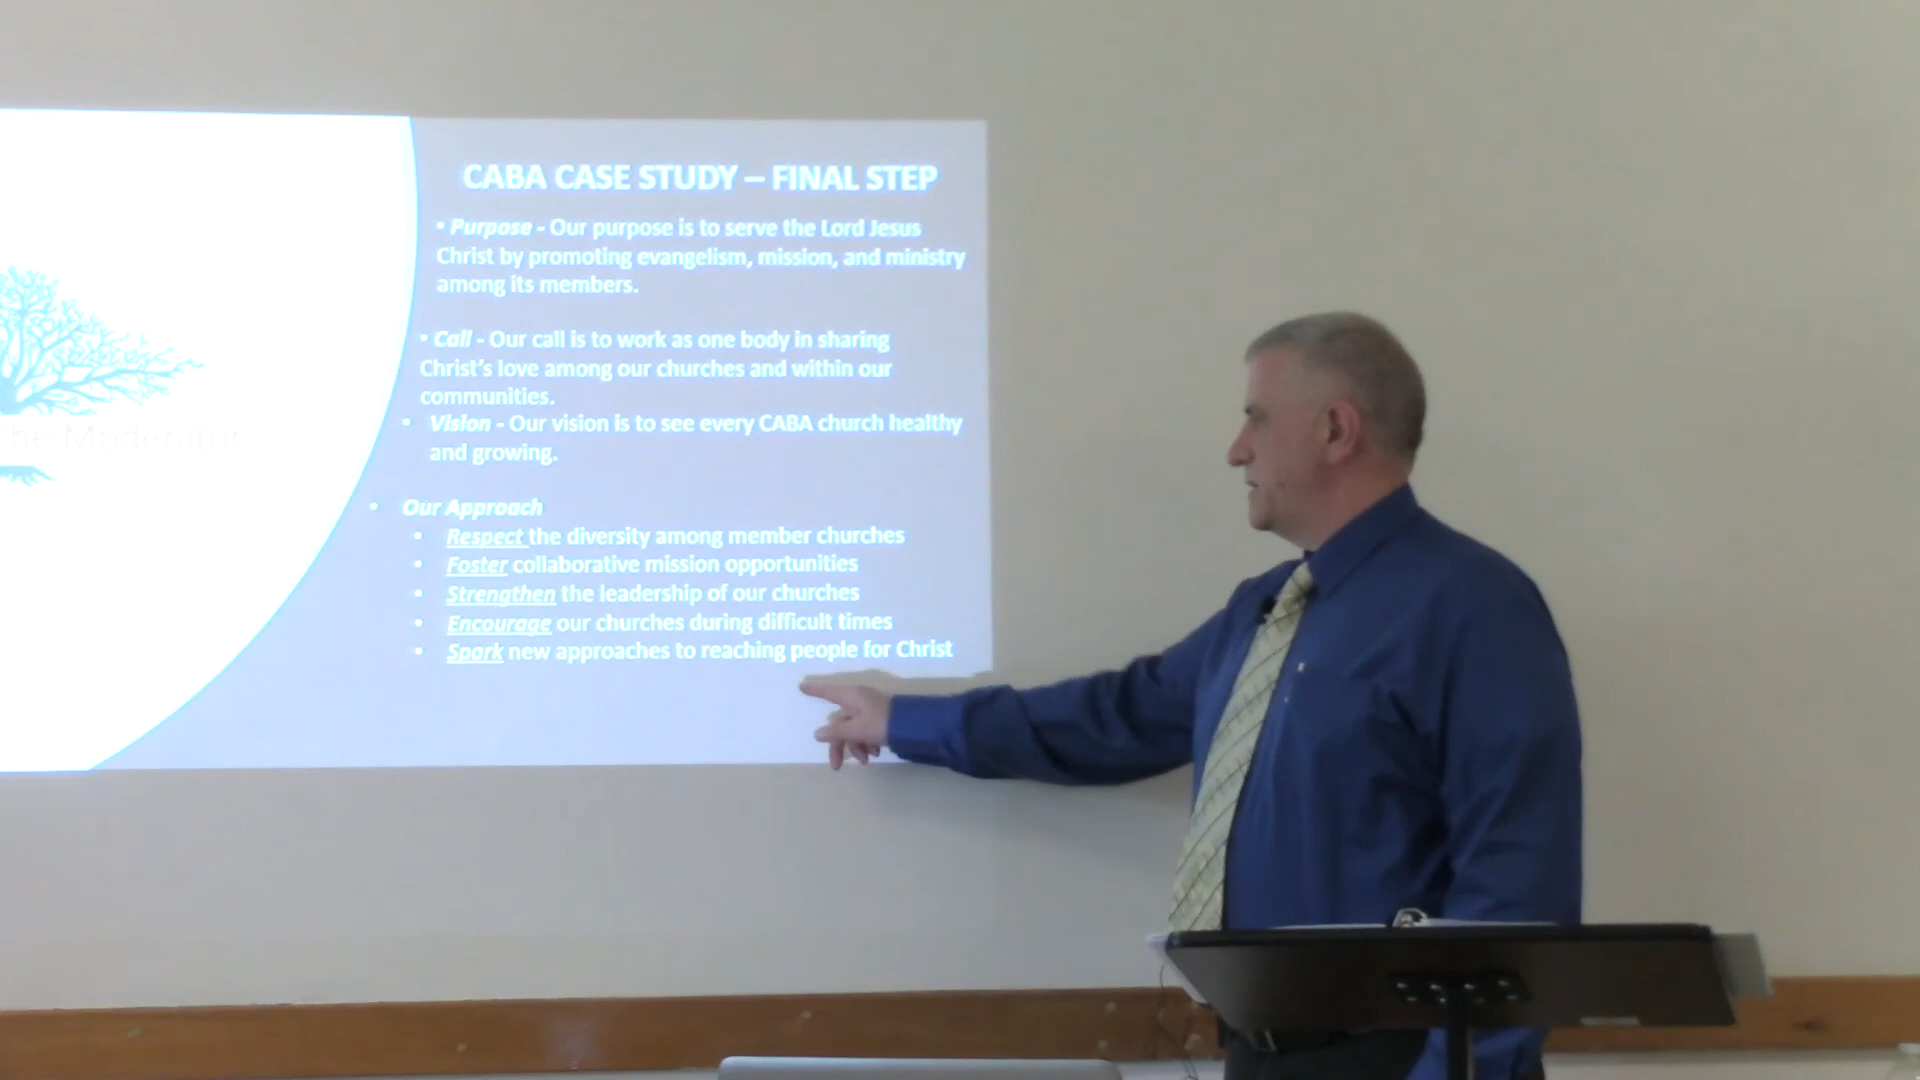 CABA CASE STUDY – FINAL STEP
• Purpose - Our purpose is to serve the Lord Jesus
Christ by promoting evangelism, mission, and ministry
among its members.
• Call - Our call is to work as one body in sharing
Christ's love among our churches and within our
communities.
• Vision - Our vision is to see every CABA church healthy
and growing.
he Moderator
• Our Approach
• Respect the diversity among member churches
• Foster collaborative mission opportunities
• Strengthen the leadership of our churches
• Encourage our churches during difficult times
• Spark new approaches to reaching people for Christ